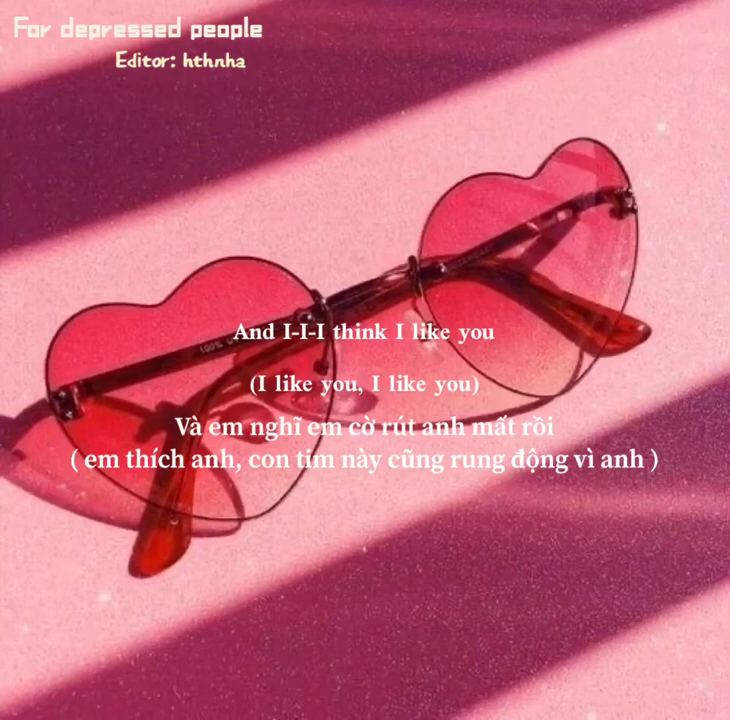 For depressed people
Editor: hthnha
And I-I-I think I like you
(I like you, I like you)
Và em nghĩ em cờ rút anh mất rồi
( em thích anh, con tim này cũng rung động vì anh )